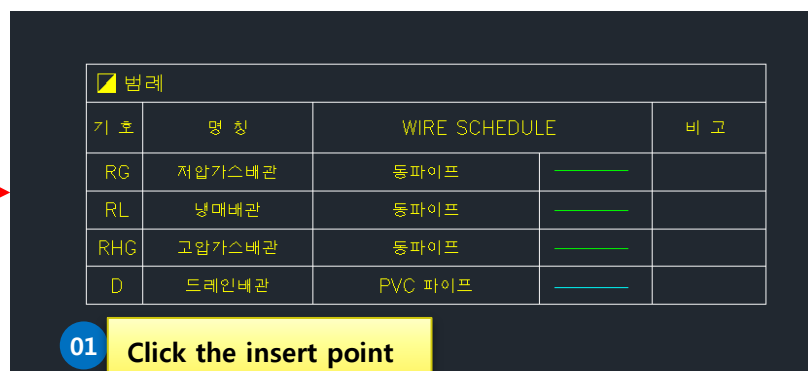 범례
기 호 명 칭 WIRE SCHEDULE 비 고
RG 저압가스배관 동파이프
RL 냉매배관 동파이프
RHG 고압가스배관 동파이프
D 드레인배관 PVC 파이프
01 Click the insert point